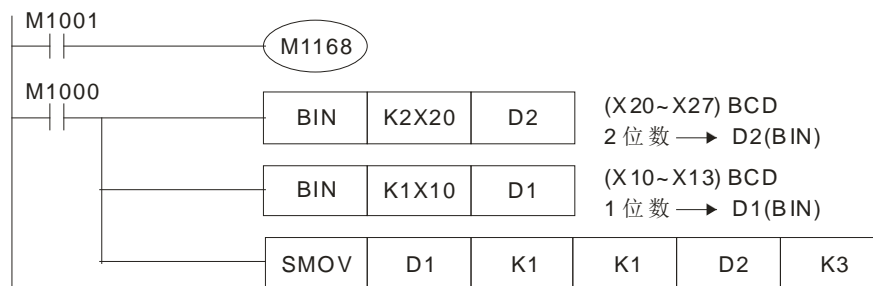 M1001
M1168
M1000
BIN K2X20 D2 (X20~X27) BCD
2位数 → D2(BIN)
BIN K1X10 D1 (X10~X13) BCD
1位数 → D1(BIN)
SMOV D1 K1 K1 D2 K3